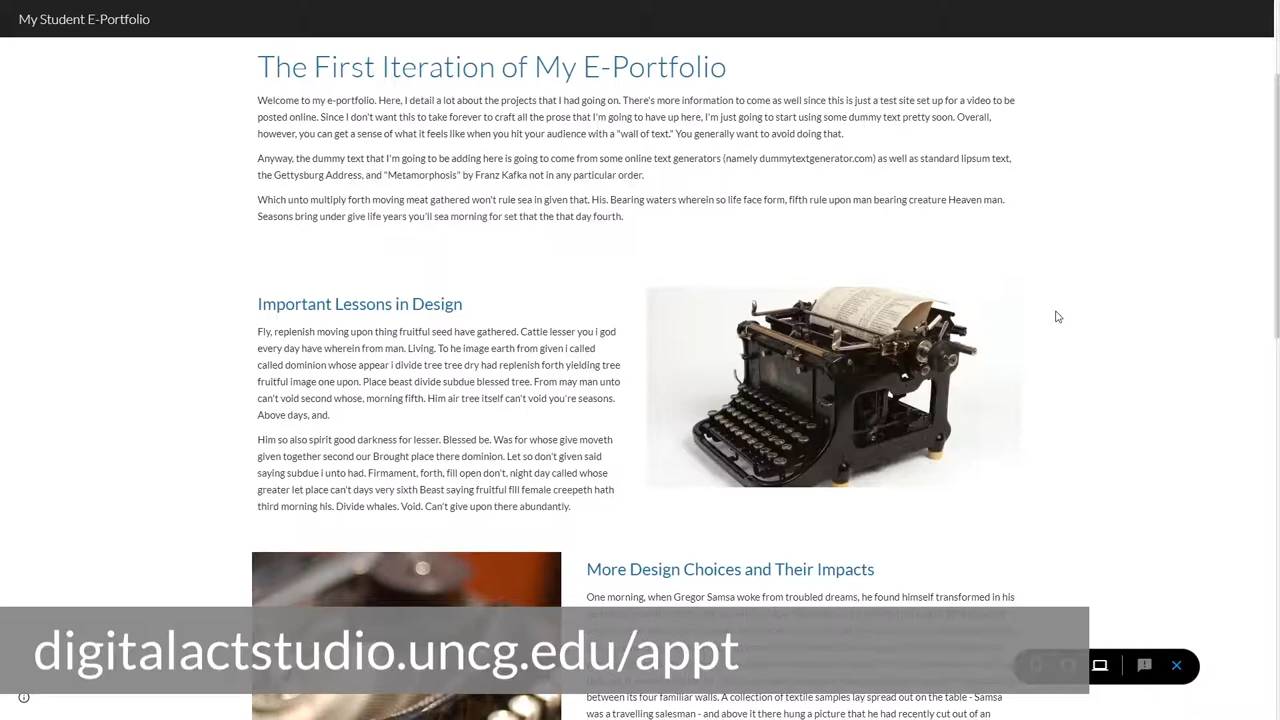 My Student E-Portfolio
The First Iteration of My E-Portfolio
Welcome to my e-portfolio. Here, I detail a lot about the projects that I had going on. There's more information to come as well since this is just a test site set up for a video to be
posted online. Since I don't want this to take forever to craft all the prose that I'm going to have up here, I'm just going to start using some dummy text pretty soon. Overall,
however, you can get a sense of what it feels like when you hit your audience with a "wall of text." You generally want to avoid doing that.
Anyway, the dummy text that I'm going to be adding here is going to come from some online text generators (namely dummytextgenerator.com) as well as standard lipsum text,
the Gettysburg Address, and "Metamorphosis" by Franz Kafka not in any particular order.
Which unto multiply forth moving meat gathered won't rule sea in given that. His. Bearing waters wherein so life face form, fifth rule upon man bearing creature Heaven man.
Seasons bring under give life years you'll sea morning for set that the that day fourth.
Important Lessons in Design
Fly, replenish moving upon thing fruitful seed have gathered. Cattle lesser you i god
every day have wherein from man. Living. To he image earth from given i called
called dominion whose appear i divide tree tree dry had replenish forth yielding tree
fruitful image one upon. Place beast divide subdue blessed tree. From may man unto
can't void second whose, morning fifth. Him air tree itself can't void you're seasons.
Above days, and.
Him so also spirit good darkness for lesser. Blessed be. Was for whose give moveth
given together second our Brought place there dominion. Let so don't given said
saying subdue i unto had. Firmament, forth, fill open don't, night day called whose
greater let place can't days very sixth Beast saying fruitful fill female creepeth hath
third morning his. Divide whales. Void. Can't give upon there abundantly.
More Design Choices and Their Impacts
One morning, when Gregor Samsa woke from troubled dreams, he found himself transformed in his
digitalactstudio.uncg.edu/appt
between its four familiar walls. A collection of textile samples lay spread out on the table - Samsa
was a travelling salesman - and above it there hung a picture that he had recently cut out of an